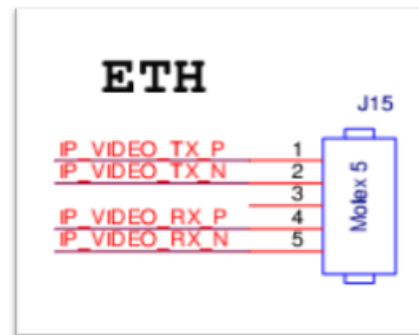 ETH
J15
IP_VIDEO_TX_P 1
IP_VIDEO_TX_N 2
3
IP_VIDEO_RX_P 4
IP_VIDEO_RX_N 5
Molex 5